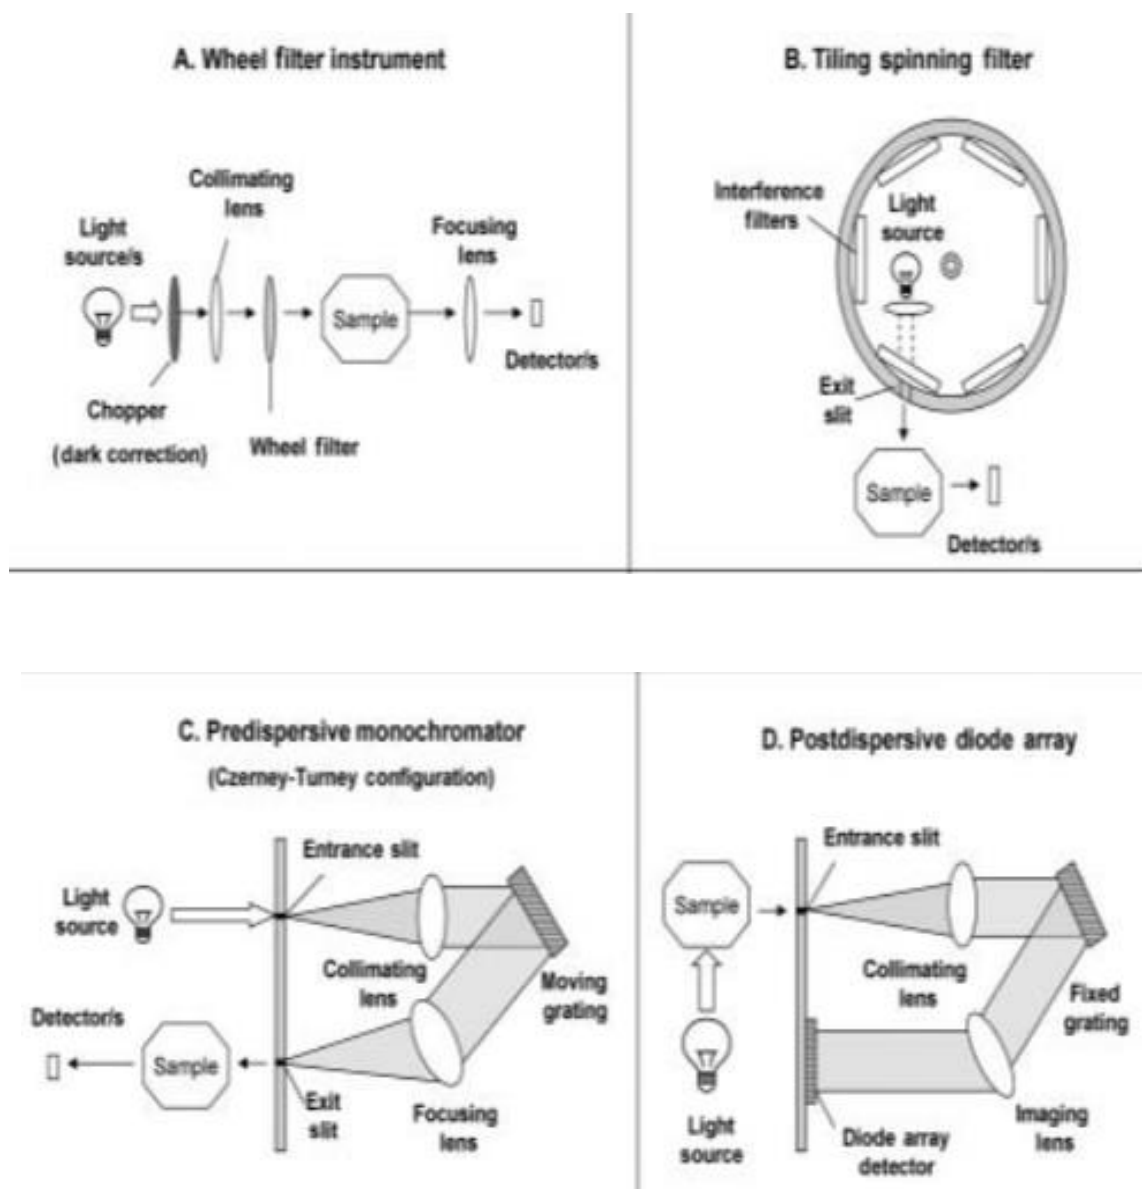 A. Wheel filter instrument
Collimating
lens
Light
source/s
Focusing
lens
Sample
Detector/s
Chopper
(dark correction)
Wheel filter
B. Tiling spinning filter
Interference
filters
Light
source
Exit
slit
Sample
Detector/s
C. Predispersive monochromator
(Czerney-Turney configuration)
Entrance slit
Light
source
Collimating
lens
Moving
grating
Detector/s
Sample
Exit
slit
Focusing
lens
D. Postdispersive diode array
Entrance slit
Sample
Collimating
lens
Fixed
grating
Light
source
Diode array
detector
Imaging
lens